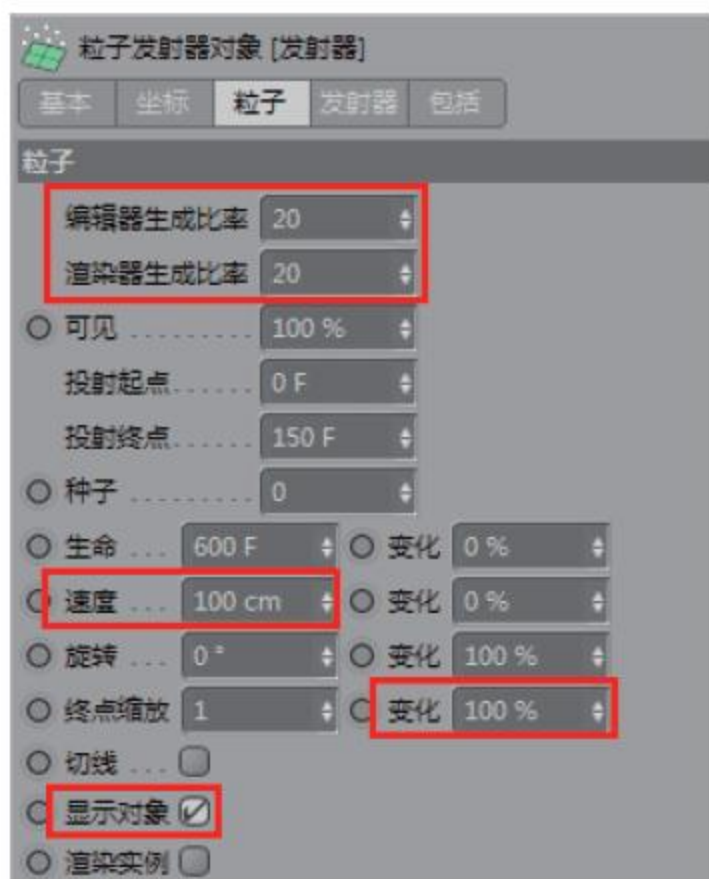 粒子发射器对象 [发射器]
基本 坐标 粒子 发射器 包括
粒子
编辑器生成比率 20
渲染器生成比率 20
可见 ......... 100 %
投射起点 ...... 0 F
投射终点 ...... 150 F
种子 ......... 0
生命 ... 600 F 变化 0 %
速度 ... 100 cm 变化 0 %
旋转 ... 0 ° 变化 100 %
终点缩放 1 变化 100 %
切线 ...
显示对象
渲染实例